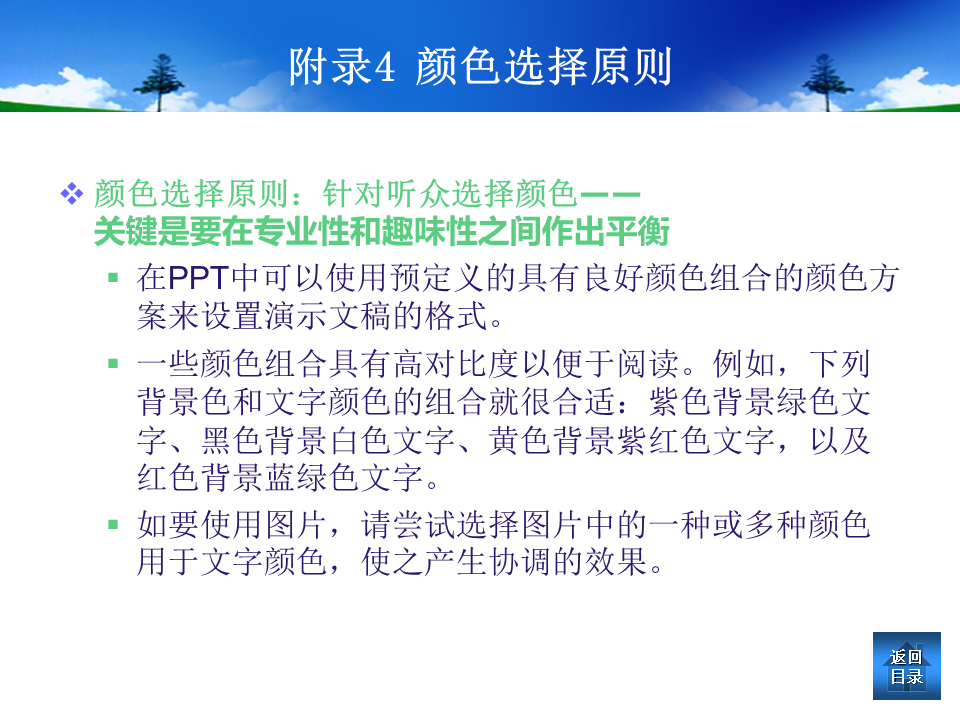 附录4 颜色选择原则
颜色选择原则：针对听众选择颜色——
关键是要在专业性和趣味性之间作出平衡
在PPT中可以使用预定义的具有良好颜色组合的颜色方
案来设置演示文稿的格式。
一些颜色组合具有高对比度以便于阅读。例如，下列
背景色和文字颜色的组合就很合适：紫色背景绿色文
字、黑色背景白色文字、黄色背景紫红色文字，以及
红色背景蓝绿色文字。
如要使用图片，请尝试选择图片中的一种或多种颜色
用于文字颜色，使之产生协调的效果。
返回
目录